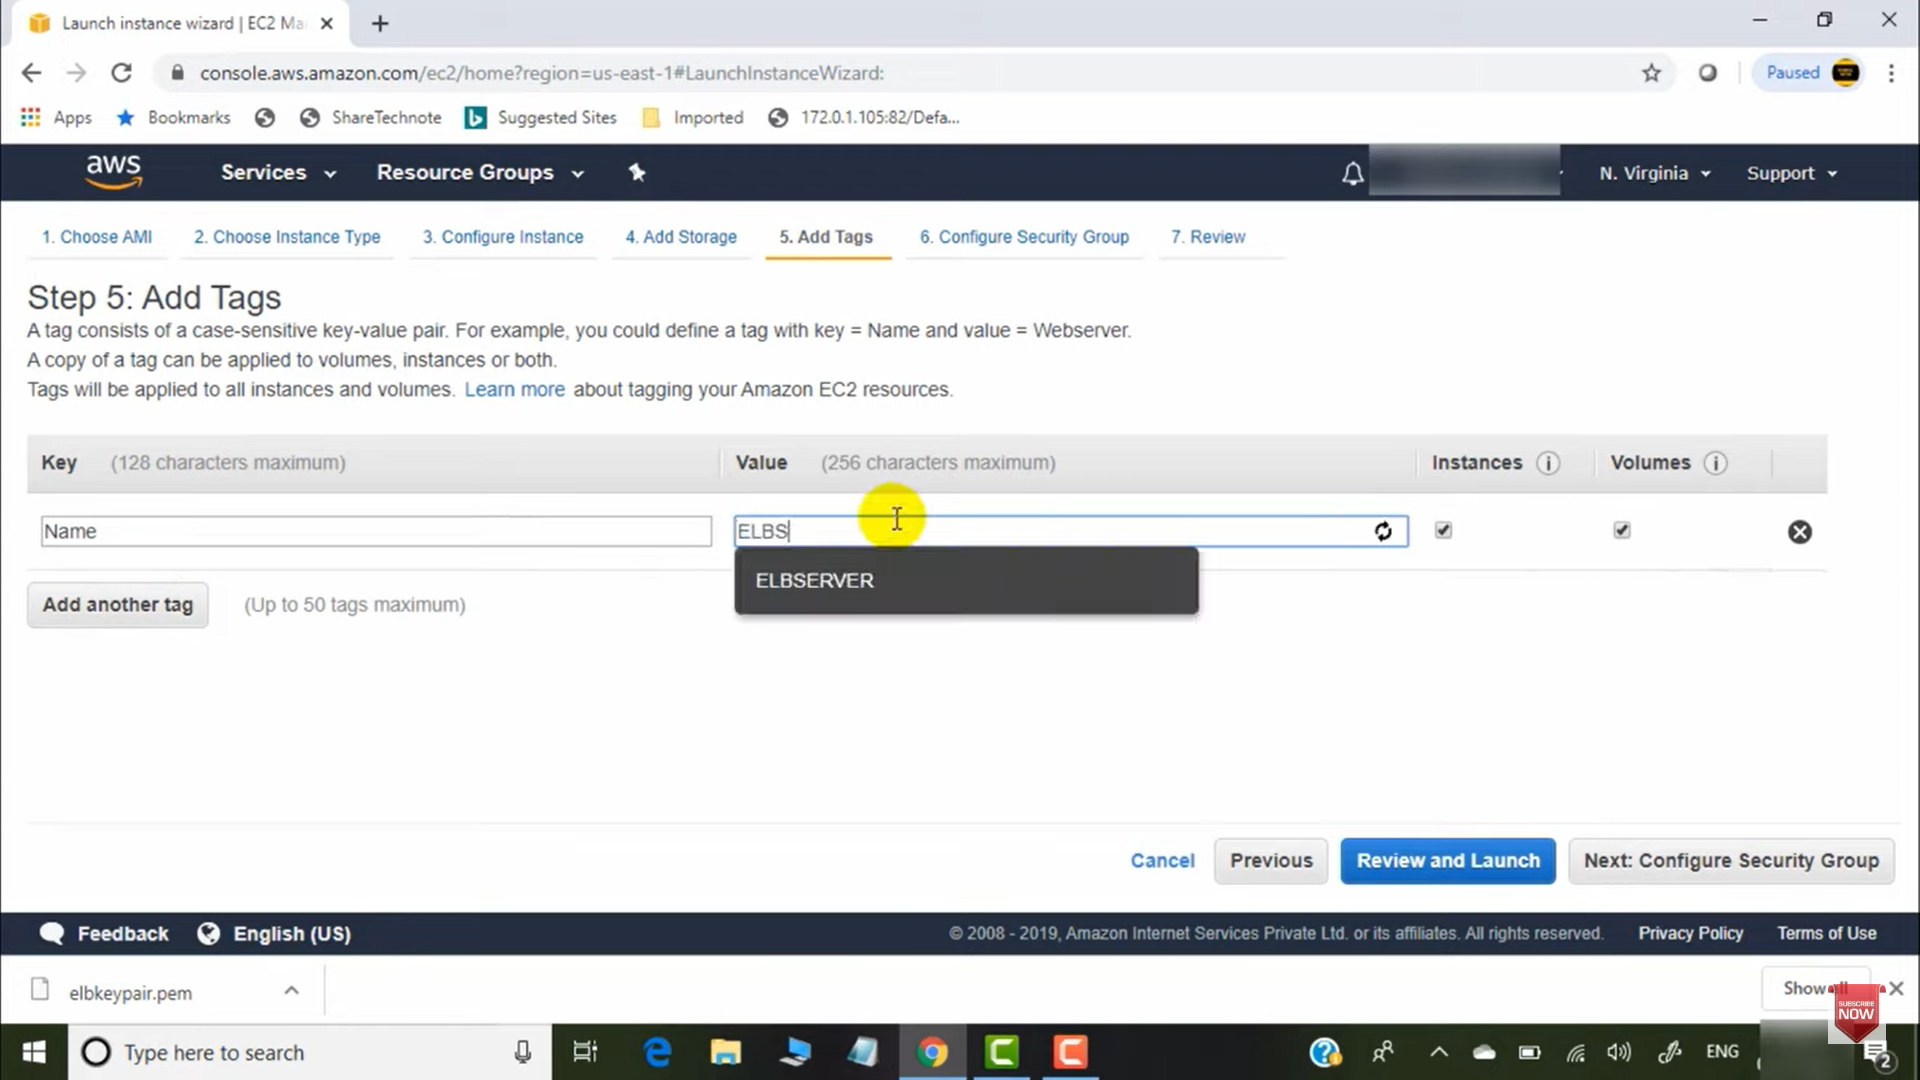 Launch instance wizard | EC2 Ma
console.aws.amazon.com/ec2/home?region=us-east-1#LaunchInstanceWizard:
Paused
Apps Bookmarks ShareTechnote Suggested Sites Imported 172.0.1.105:82/Defa...
aws Services Resource Groups N. Virginia Support
1. Choose AMI 2. Choose Instance Type 3. Configure Instance 4. Add Storage 5. Add Tags 6. Configure Security Group 7. Review
Step 5: Add Tags
A tag consists of a case-sensitive key-value pair. For example, you could define a tag with key = Name and value = Webserver.
A copy of a tag can be applied to volumes, instances or both.
Tags will be applied to all instances and volumes. Learn more about tagging your Amazon EC2 resources.
Key (128 characters maximum) Value (256 characters maximum) Instances Volumes
Name ELBS
ELBSERVER
Add another tag (Up to 50 tags maximum)
Cancel Previous Review and Launch Next: Configure Security Group
Feedback English (US) © 2008 - 2019, Amazon Internet Services Private Ltd. or its affiliates. All rights reserved. Privacy Policy Terms of Use
elbkeypair.pem Show all
SUBSCRIBE
NOW
Type here to search ENG 2